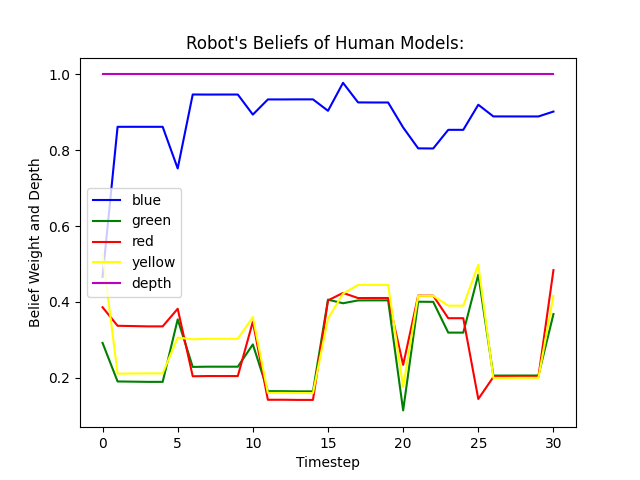 Robot's Beliefs of Human Models:
Belief Weight and Depth
1.0
0.8
0.6
0.4
0.2
blue
green
red
yellow
depth
0 5 10 15 20 25 30
Timestep